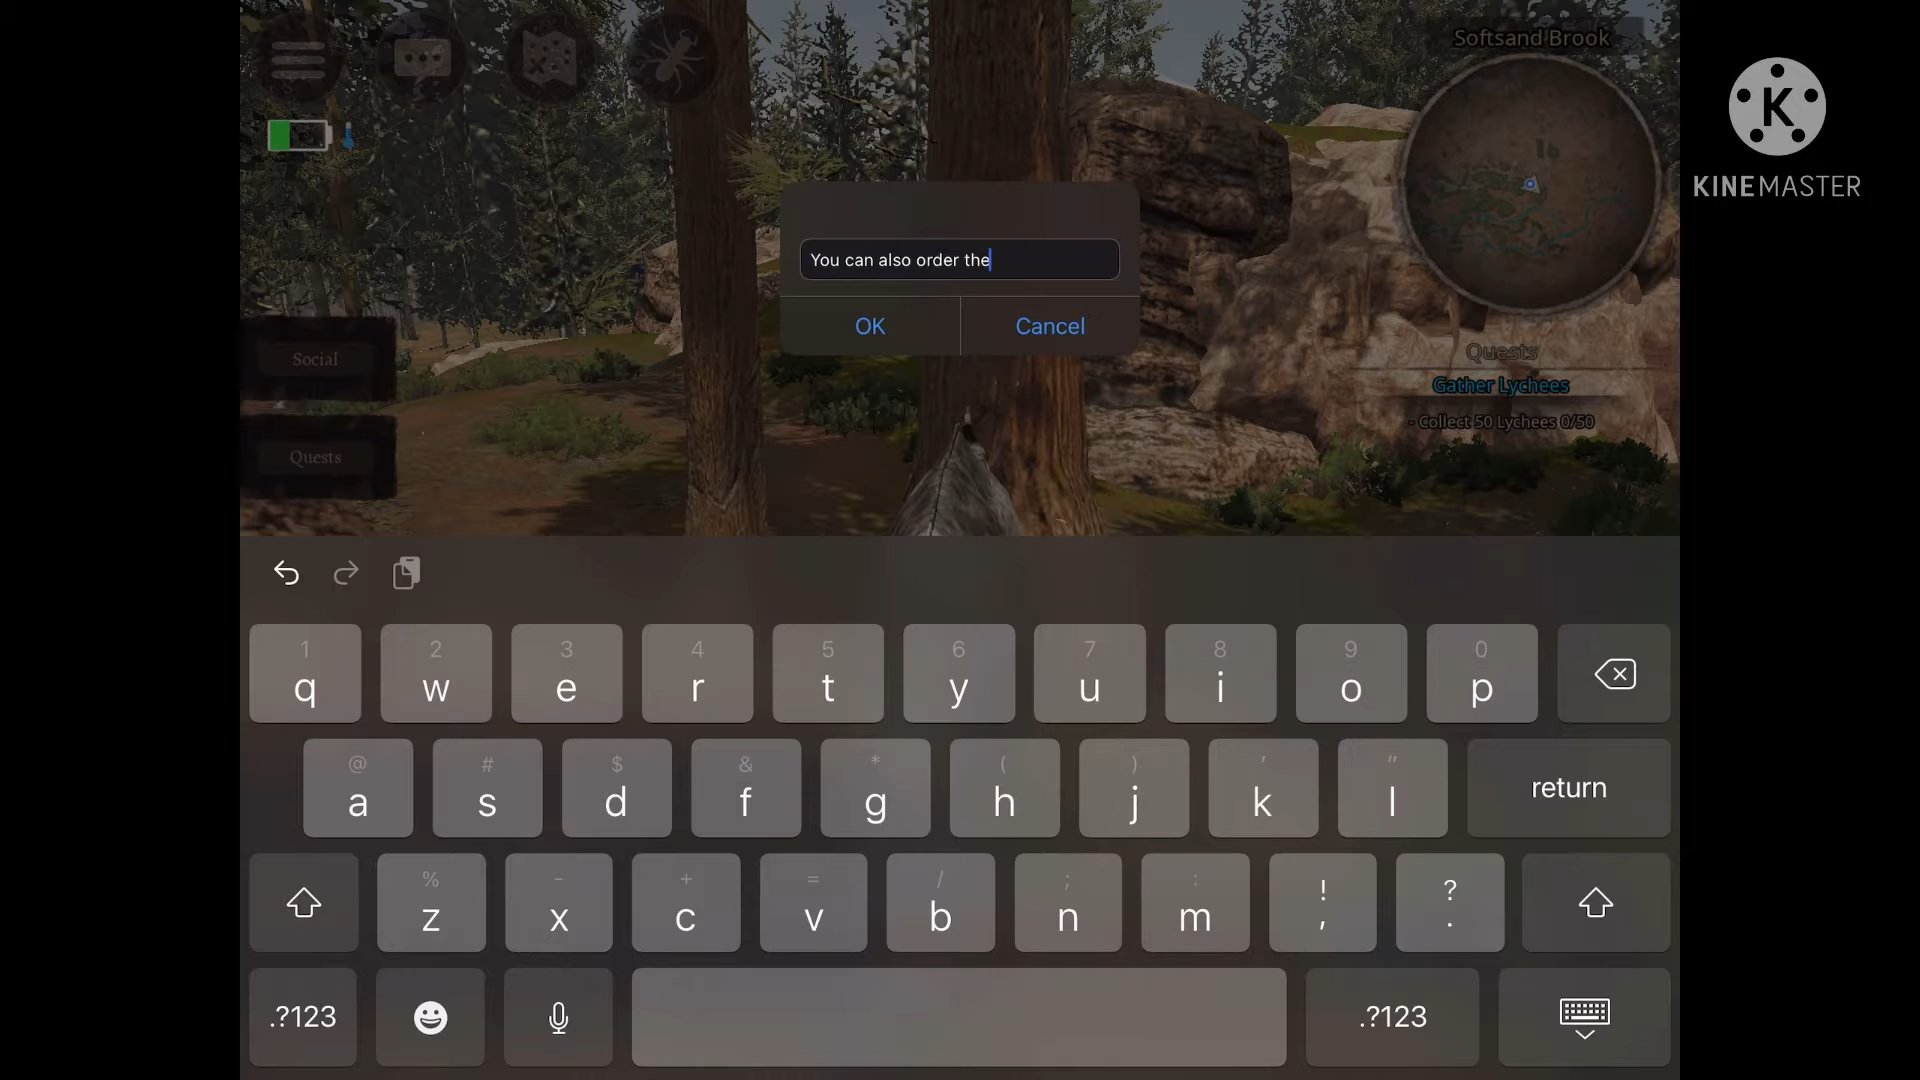 Softsand Brook
KINEMASTER
You can also order the
OK
Cancel
Social
Quests
Quests
Gather Lychees
- Collect 50 Lychees 0/50
1 2 3 4 5 6 7 8 9 0
q w e r t y u i o p
@ # $ & * ( ) ' "
a s d f g h j k l return
% - + = / ; : ! ?
z x c v b n m , .
.?123 .?123